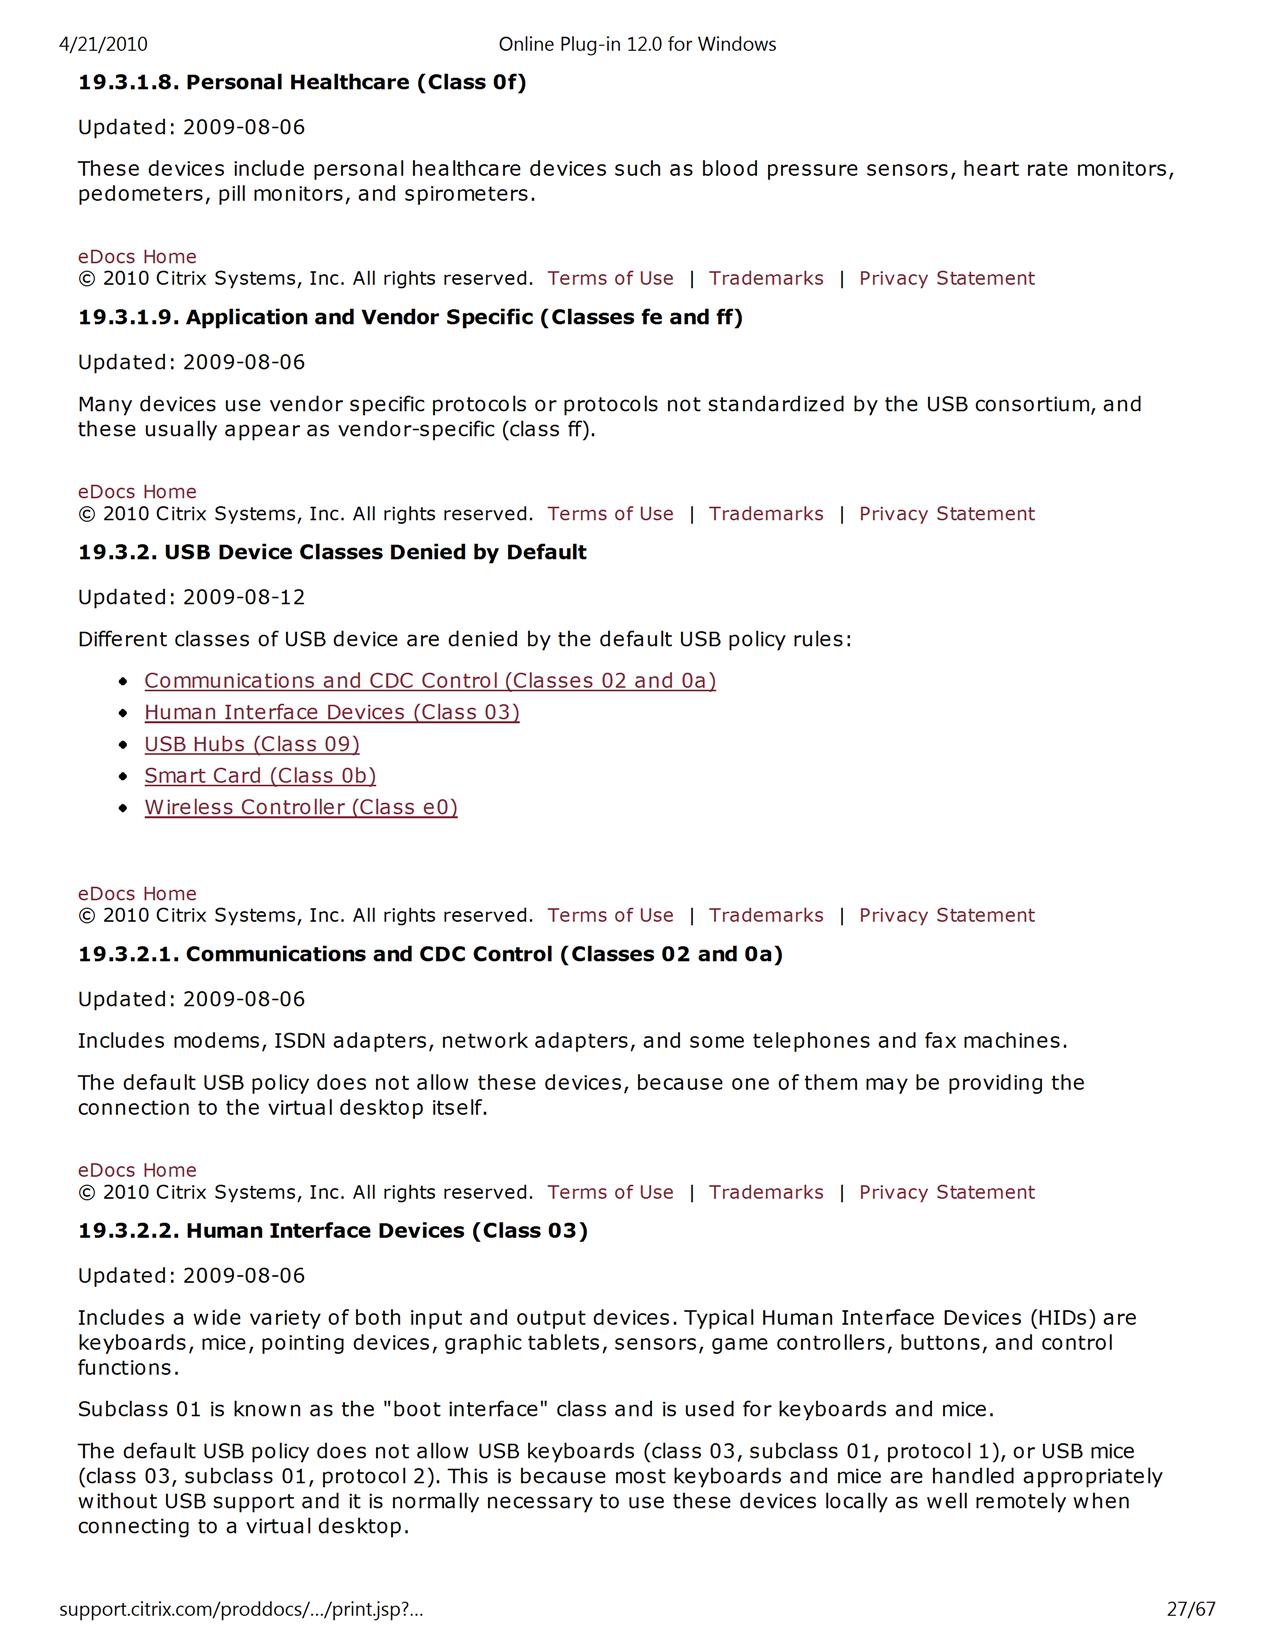 4/21/2010 Online Plug-in 12.0 for Windows
19.3.1.8. Personal Healthcare (Class 0f)
Updated: 2009-08-06
These devices include personal healthcare devices such as blood pressure sensors, heart rate monitors,
pedometers, pill monitors, and spirometers.
eDocs Home
© 2010 Citrix Systems, Inc. All rights reserved. Terms of Use | Trademarks | Privacy Statement
19.3.1.9. Application and Vendor Specific (Classes fe and ff)
Updated: 2009-08-06
Many devices use vendor specific protocols or protocols not standardized by the USB consortium, and
these usually appear as vendor-specific (class ff).
eDocs Home
© 2010 Citrix Systems, Inc. All rights reserved. Terms of Use | Trademarks | Privacy Statement
19.3.2. USB Device Classes Denied by Default
Updated: 2009-08-12
Different classes of USB device are denied by the default USB policy rules:
• Communications and CDC Control (Classes 02 and 0a)
• Human Interface Devices (Class 03)
• USB Hubs (Class 09)
• Smart Card (Class 0b)
• Wireless Controller (Class e0)
eDocs Home
© 2010 Citrix Systems, Inc. All rights reserved. Terms of Use | Trademarks | Privacy Statement
19.3.2.1. Communications and CDC Control (Classes 02 and 0a)
Updated: 2009-08-06
Includes modems, ISDN adapters, network adapters, and some telephones and fax machines.
The default USB policy does not allow these devices, because one of them may be providing the
connection to the virtual desktop itself.
eDocs Home
© 2010 Citrix Systems, Inc. All rights reserved. Terms of Use | Trademarks | Privacy Statement
19.3.2.2. Human Interface Devices (Class 03)
Updated: 2009-08-06
Includes a wide variety of both input and output devices. Typical Human Interface Devices (HIDs) are
keyboards, mice, pointing devices, graphic tablets, sensors, game controllers, buttons, and control
functions.
Subclass 01 is known as the "boot interface" class and is used for keyboards and mice.
The default USB policy does not allow USB keyboards (class 03, subclass 01, protocol 1), or USB mice
(class 03, subclass 01, protocol 2). This is because most keyboards and mice are handled appropriately
without USB support and it is normally necessary to use these devices locally as well remotely when
connecting to a virtual desktop.
support.citrix.com/proddocs/.../print.jsp?... 27/67